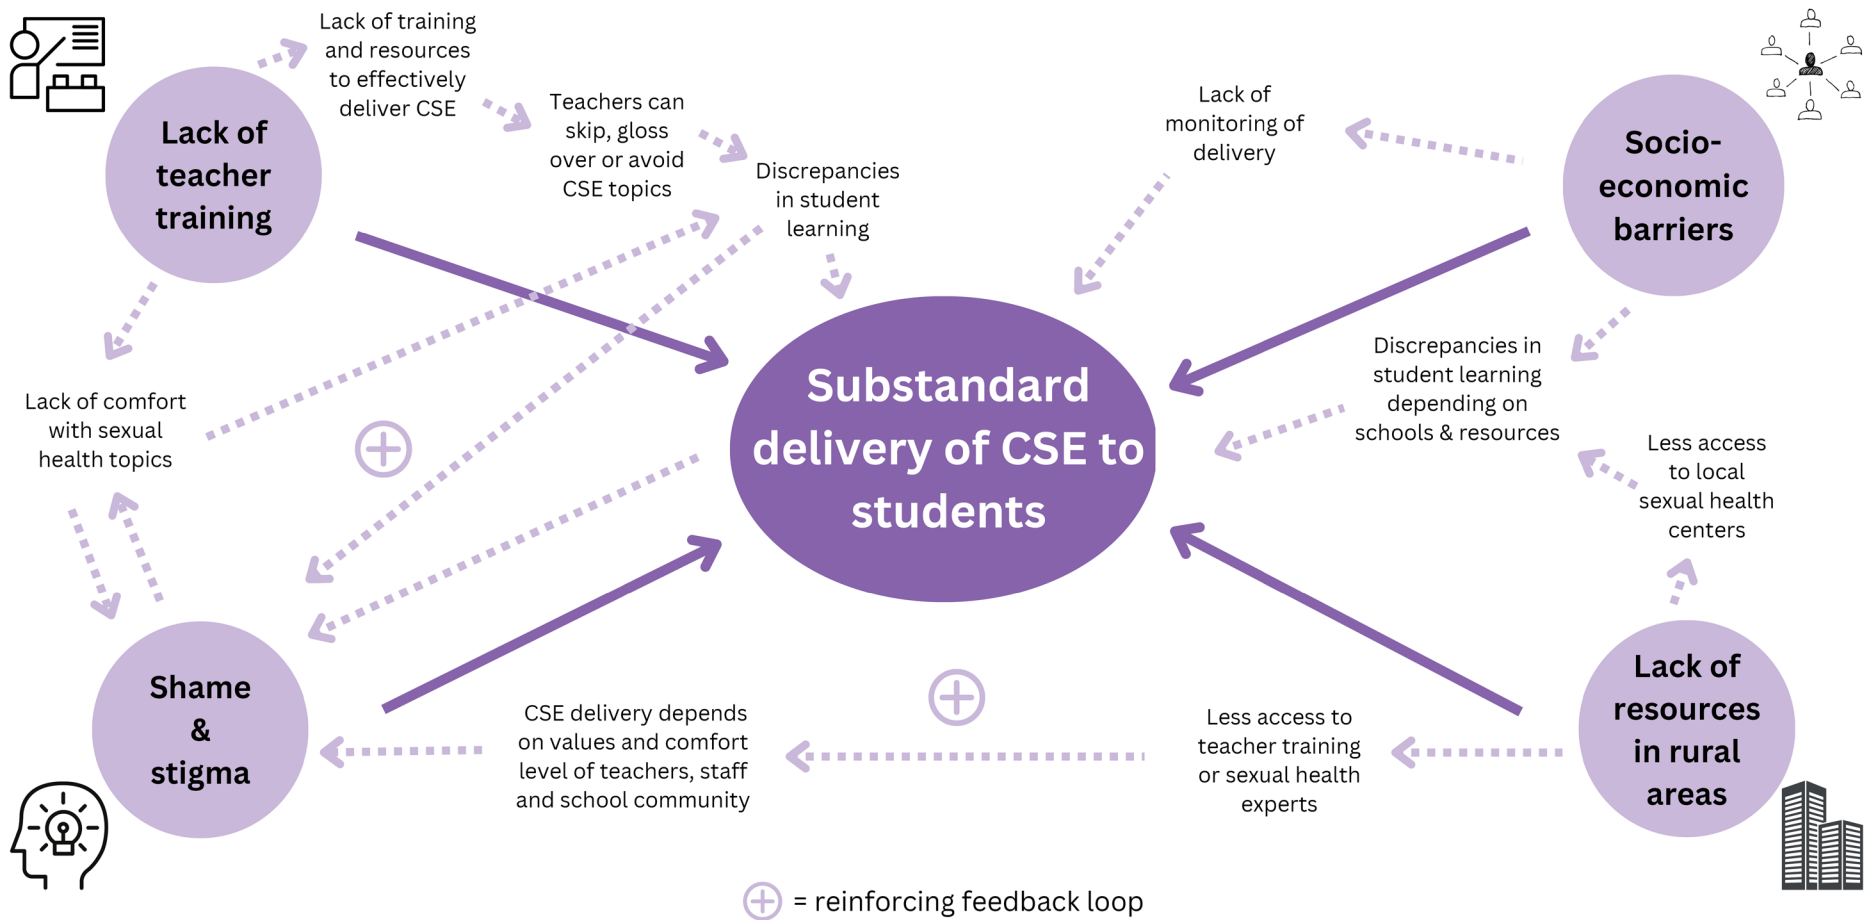 Lack of training
and resources
to effectively
deliver CSE
Teachers can
skip, gloss
over or avoid
CSE topics
Discrepancies
in student
learning
Lack of
monitoring of
delivery
Lack of
teacher
training
Socio-
economic
barriers
Lack of comfort
with sexual
health topics
Substandard
delivery of CSE to
students
Discrepancies in
student learning
depending on
schools & resources
Less access
to local
sexual health
centers
Shame
&
stigma
CSE delivery depends
on values and comfort
level of teachers, staff
and school community
Less access to
teacher training
or sexual health
experts
Lack of
resources
in rural
areas
= reinforcing feedback loop